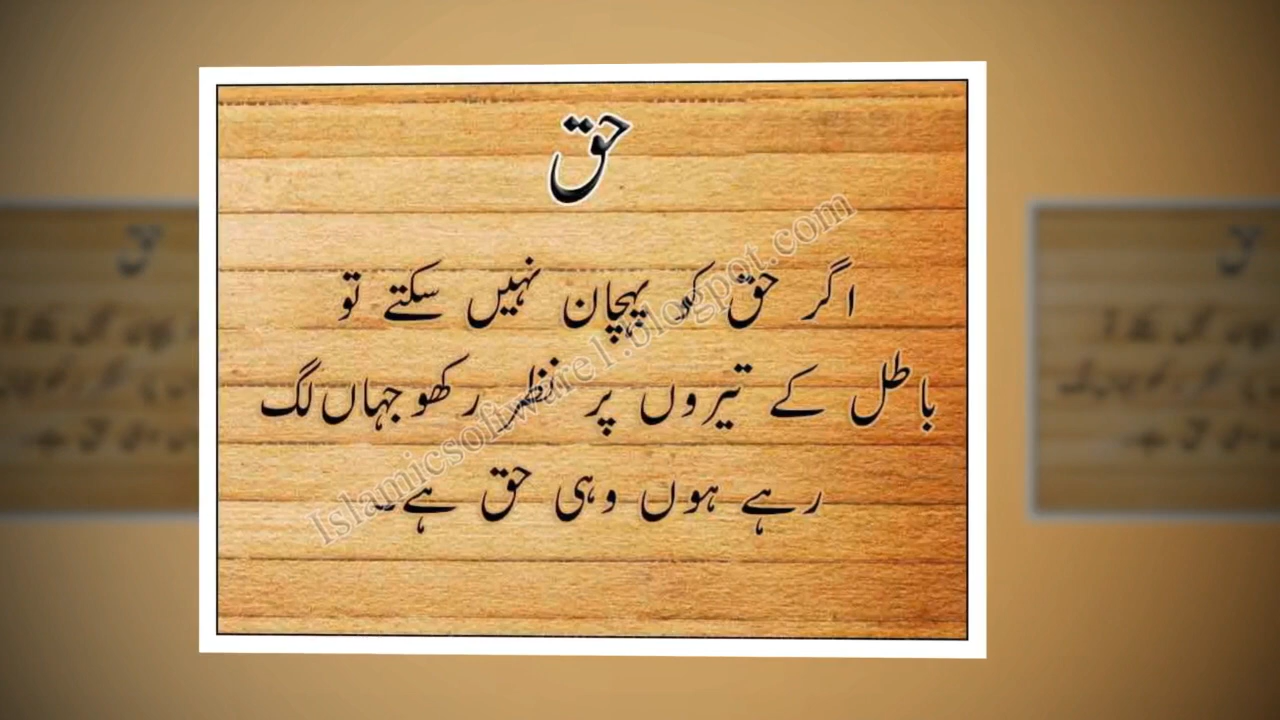 حق
اگر حق کو پہچان نہیں سکتے تو
باطل کے تیروں پر نظر رکھو جہاں لگ
رہے ہوں وہی حق ہے۔
Islamicsoftware1.blogpot.com